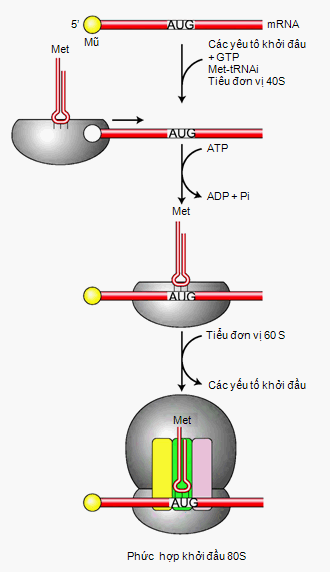 5' AUG mRNA
Mũ
Met
Các yếu tố khởi đầu
+ GTP
Met-tRNAi
Tiểu đơn vị 40S
AUG
ATP
ADP + Pi
Met
AUG
Tiểu đơn vị 60 S
Các yếu tố khởi đầu
Met
AUG
Phức hợp khởi đầu 80S